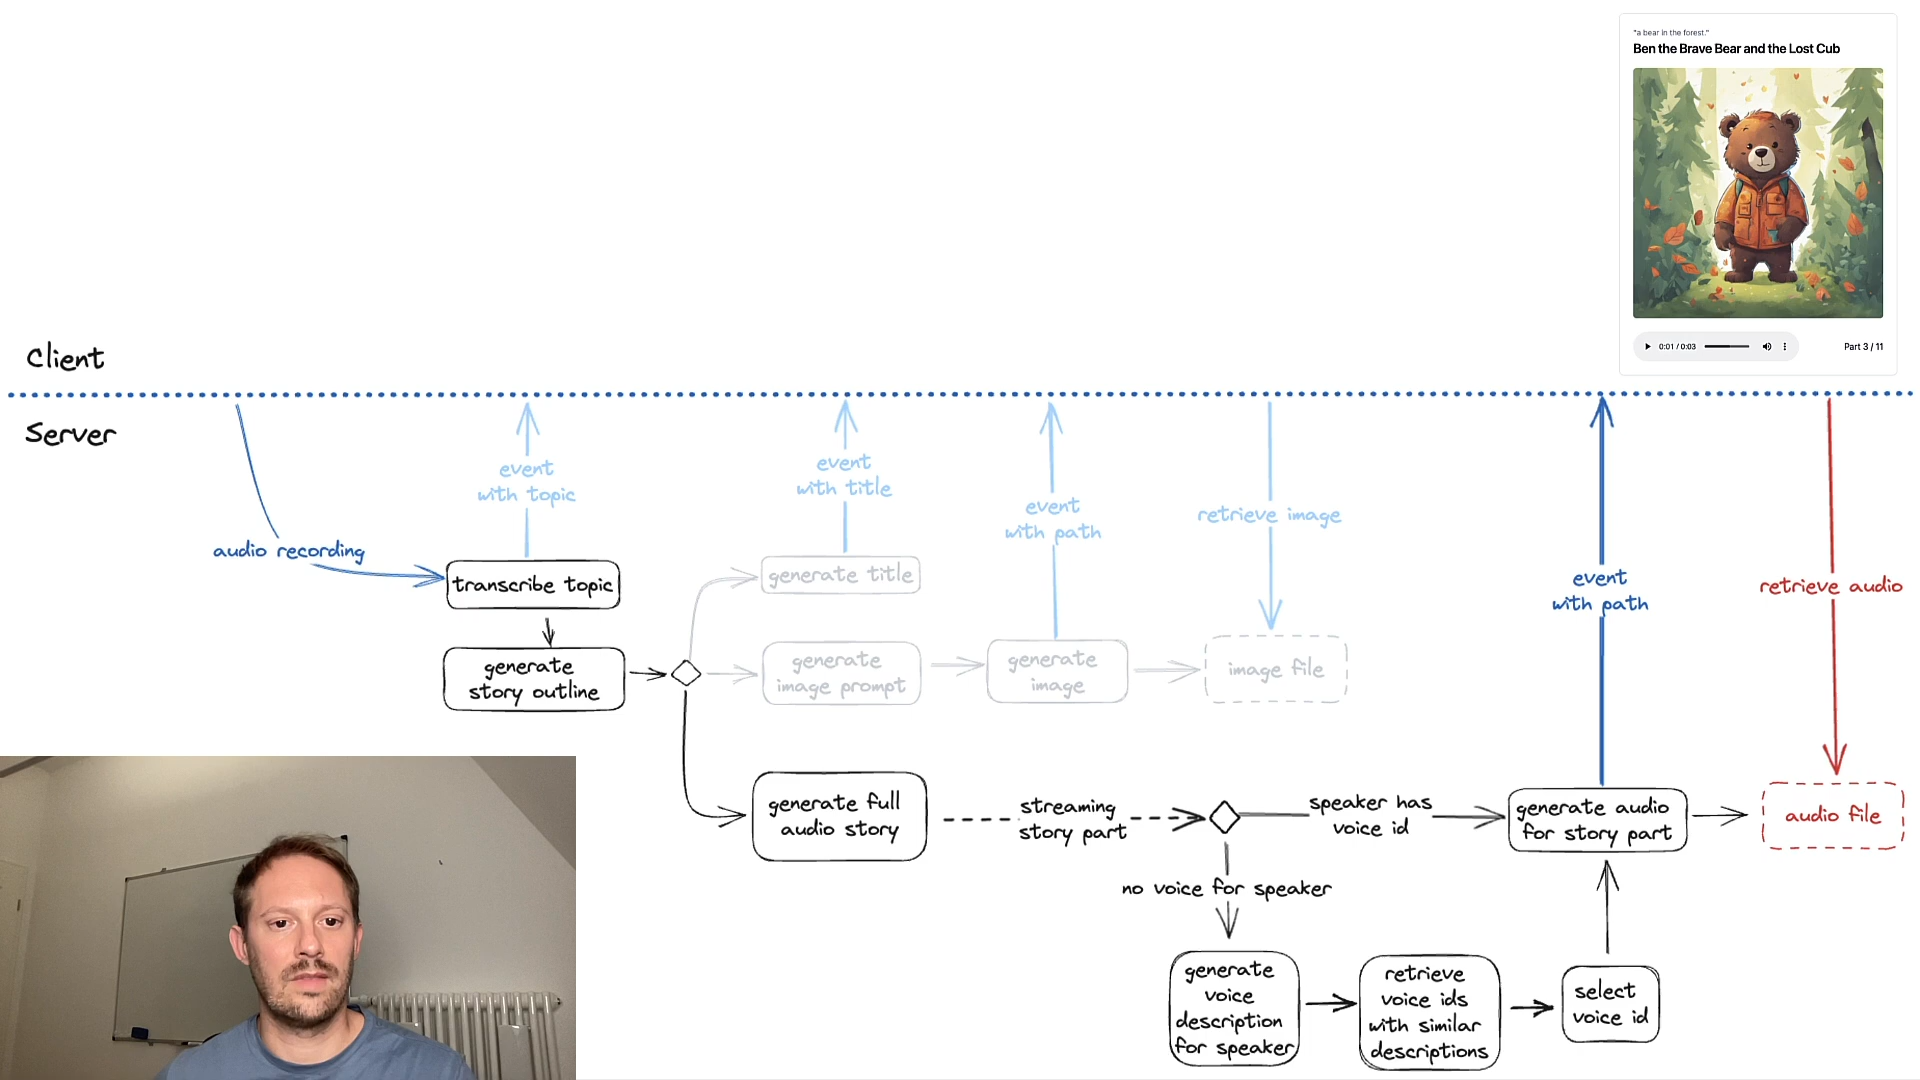 "a bear in the forest."
Ben the Brave Bear and the Lost Cub
0:01 / 0:03
Part 3 / 11
Client
Server
audio recording
event
with topic
event
with title
event
with path
retrieve image
event
with path
retrieve audio
transcribe topic
generate
story outline
generate title
generate
image prompt
generate
image
image file
generate full
audio story
streaming
story part
speaker has
voice id
generate audio
for story part
audio file
no voice for speaker
generate
voice
description
for speaker
retrieve
voice ids
with similar
descriptions
select
voice id